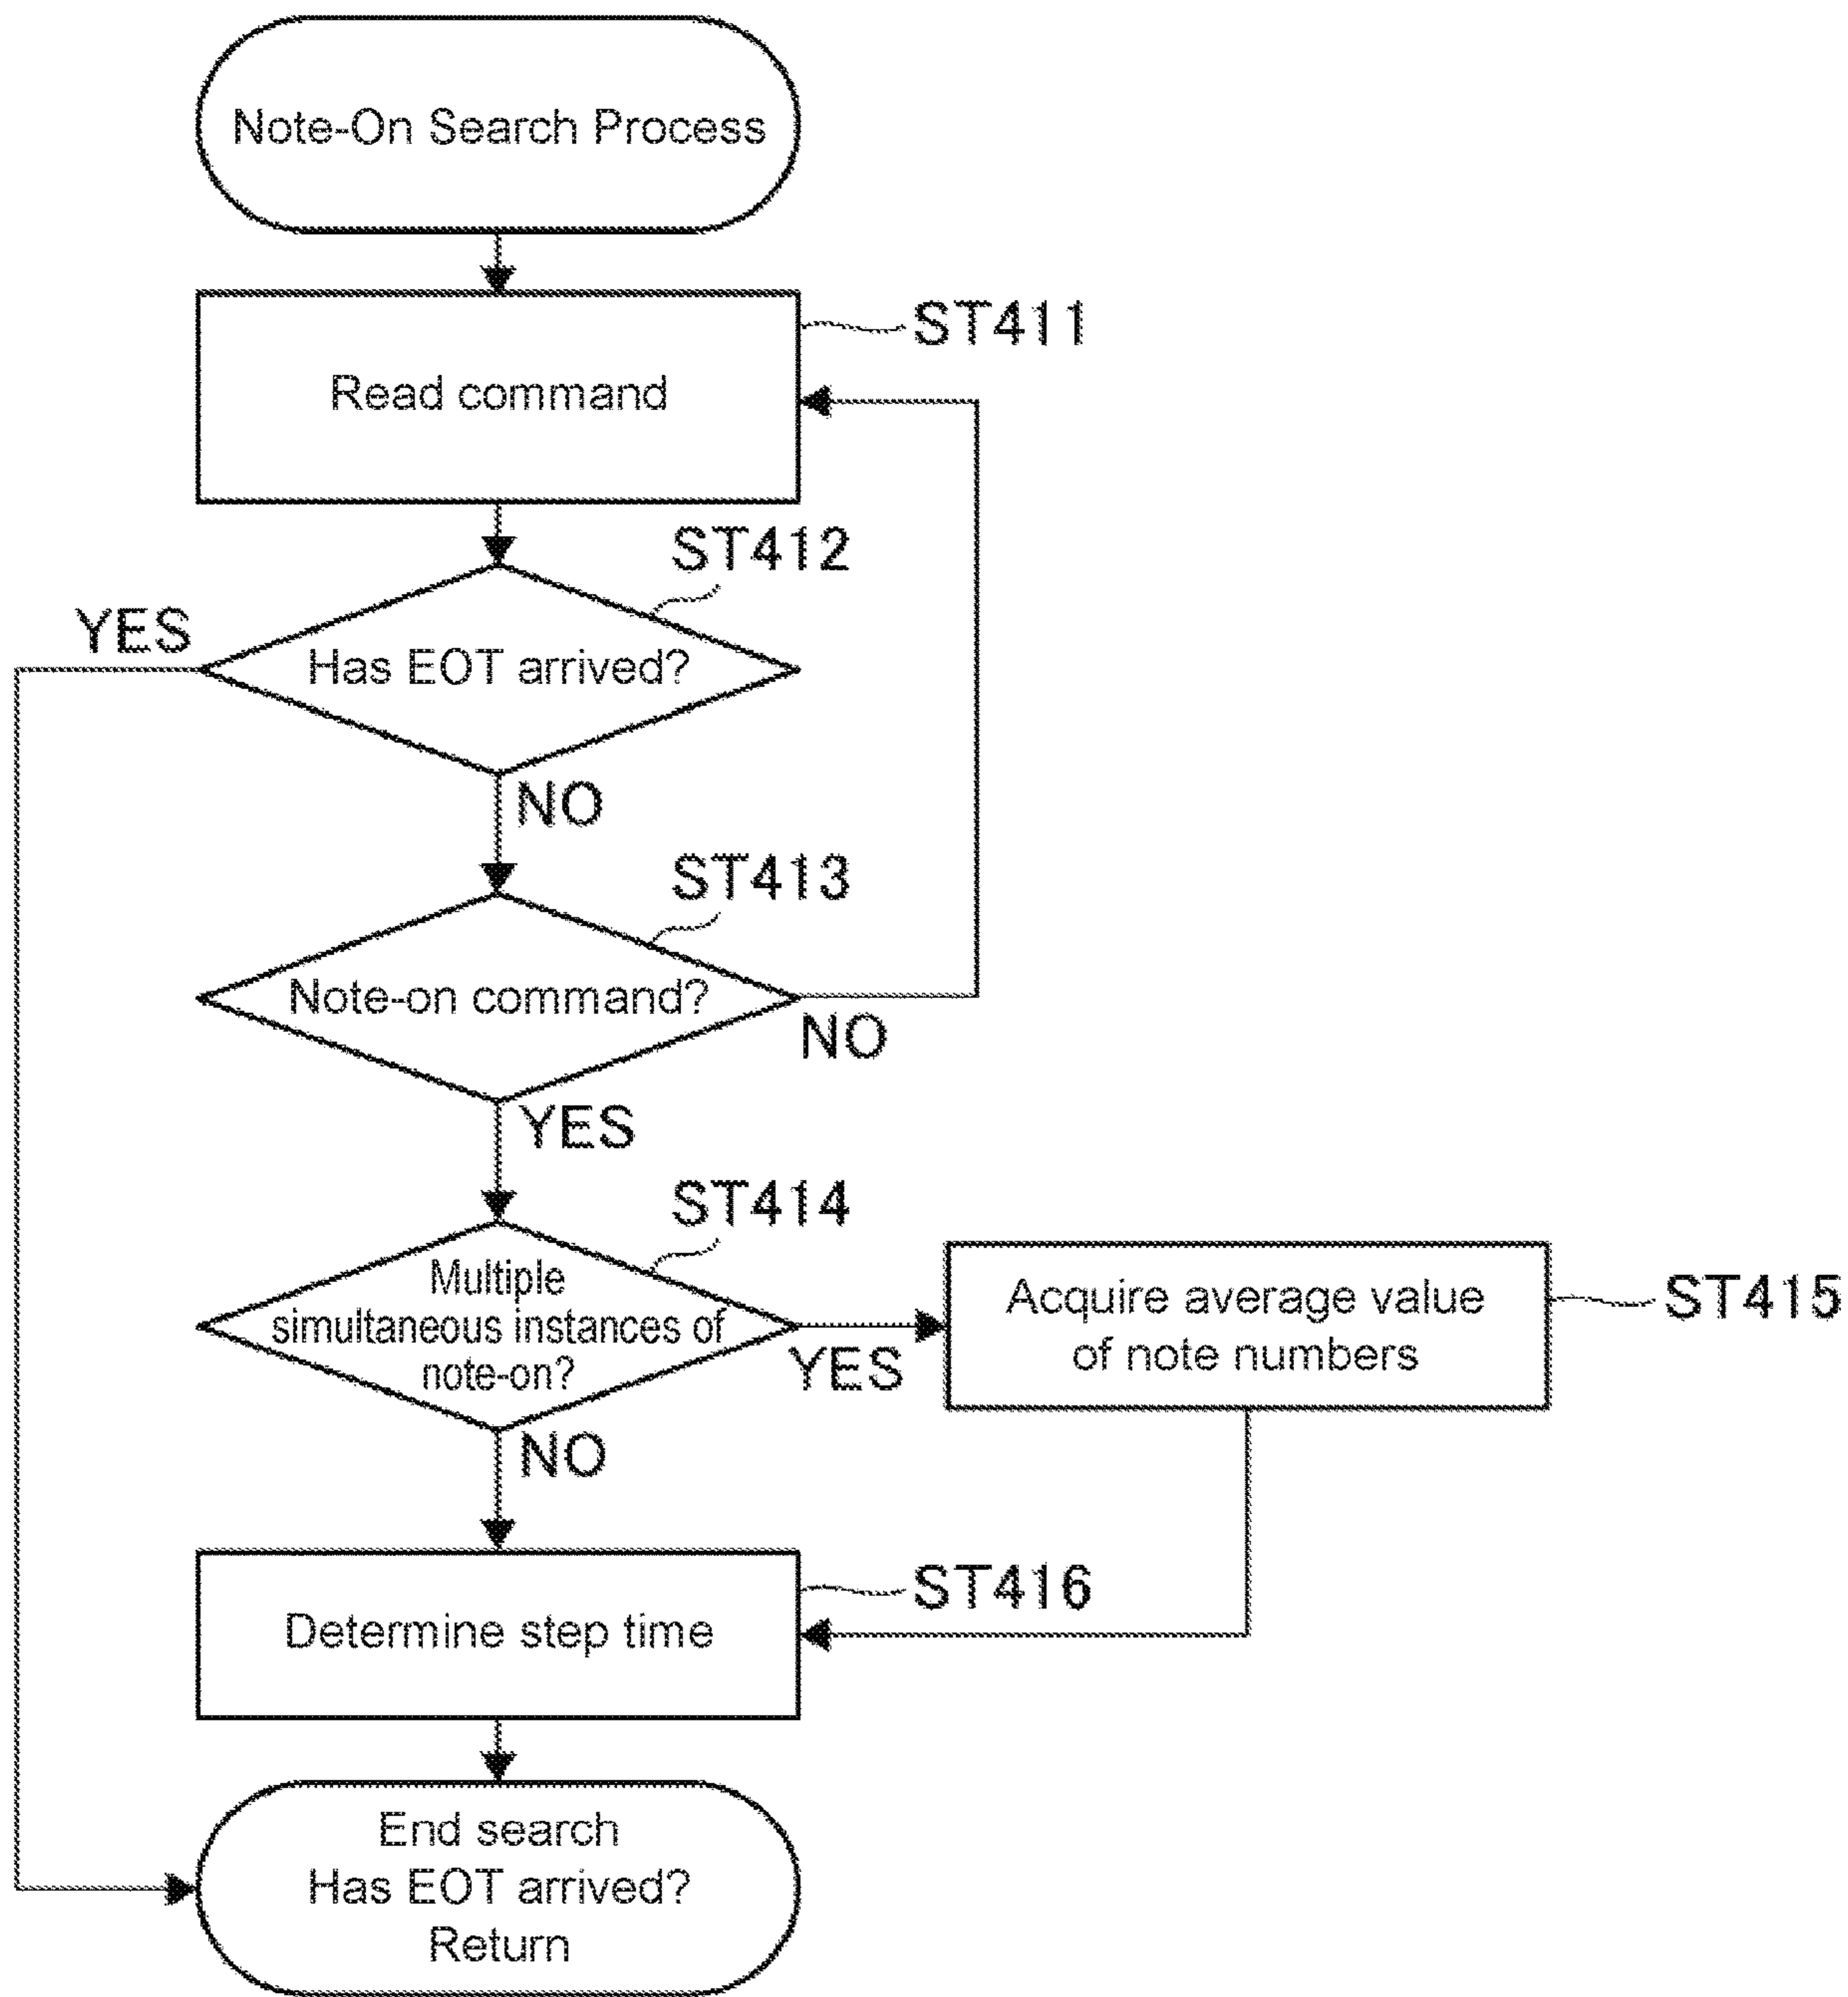 Note-On Search Process
ST411
Read command
ST412
YES
Has EOT arrived?
NO
ST413
Note-on command?
NO
YES
ST414
Multiple
simultaneous instances of
note-on?
YES
Acquire average value
of note numbers
ST415
NO
ST416
Determine step time
End search
Has EOT arrived?
Return